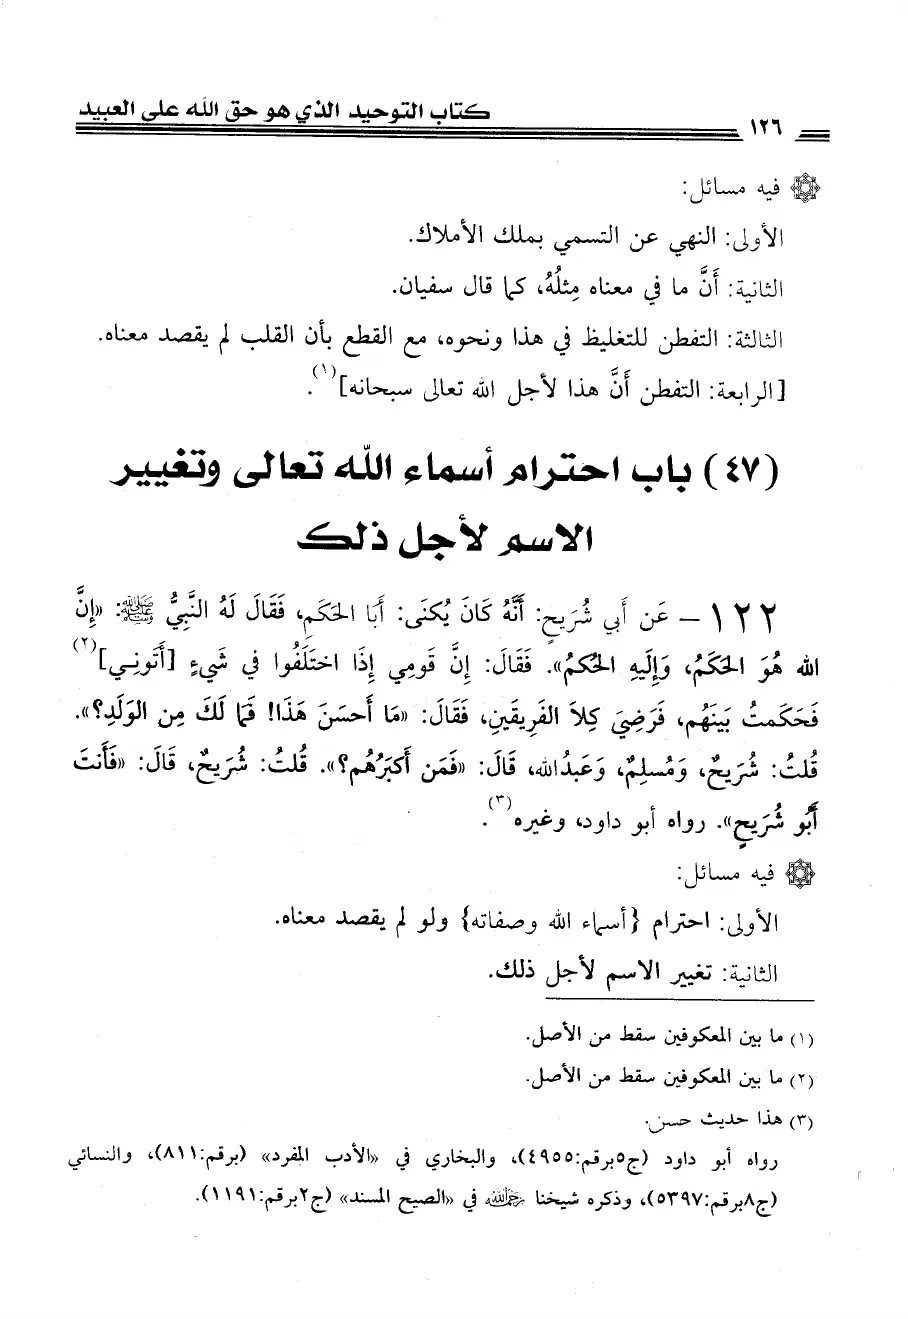 ١٢٦ كتاب التوحيد الذي هو حق الله على العبيد
فيه مسائل:
الأولى: النهي عن التسمي بملك الأملاك.
الثانية: أَنَّ ما في معناه مِثلُهُ، كما قال سفيان.
الثالثة: التفطن للتغليظ في هذا ونحوه، مع القطع بأن القلب لم يقصد معناه.
[الرابعة: التفطن أَنَّ هذا لأجل الله تعالى سبحانه](١).
(٤٧) باب احترام أسماء الله تعالى وتغيير
الاسم لأجل ذلك
١٢٢ – عَن أبي شُرَيحٍ: أَنَّهُ كَانَ يُكنَى: أَبَا الحَكَمِ، فَقَالَ لَهُ النَّبِيُّ ﷺ: «إِنَّ
الله هُوَ الحَكَمُ، وَإِلَيهِ الحُكمُ». فَقَالَ: إِنَّ قَومِي إِذَا اختَلَفُوا فِي شَيءٍ [أَتَونِي](٢)
فَحَكَمتُ بَينَهُم، فَرَضِيَ كِلاَ الفَرِيقَينِ، فَقَالَ: «مَا أَحسَنَ هَذَا! فَمَا لَكَ مِن الوَلَدِ؟».
قُلتُ: شُرَيحٌ، وَمُسلِمٌ، وَعَبدُالله، قَالَ: «فَمَن أَكبَرُهُم؟». قُلتُ: شُرَيحٌ، قَالَ: «فَأَنتَ
أَبُو شُرَيحٍ». رواه أبو داود، وغيره(٣).
فيه مسائل:
الأولى: احترام {أسماء الله وصفاته} ولو لم يقصد معناه.
الثانية: تغيير الاسم لأجل ذلك.
(١) ما بين المعكوفين سقط من الأصل.
(٢) ما بين المعكوفين سقط من الأصل.
(٣) هذا حديث حسن.
رواه أبو داود (ج٥برقم:٤٩٥٥)، والبخاري في «الأدب المفرد» (برقم:٨١١)، والنسائي
(ج٨برقم:٥٣٩٧)، وذكره شيخنا رحمه الله في «الصحيح المسند» (ج٢برقم:١١٩١).